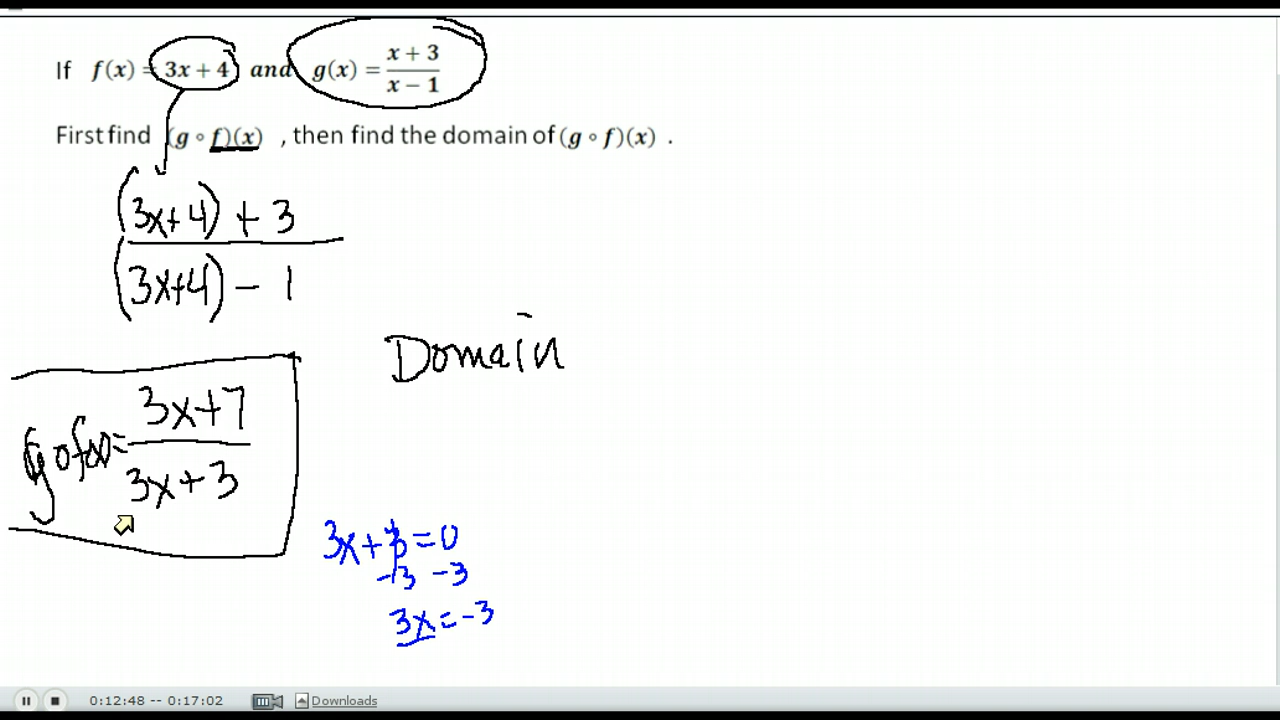 If f(x) = 3x + 4 and g(x) = x + 3 / x − 1
First find (g ∘ f)(x) , then find the domain of (g ∘ f)(x) .
(3x+4) + 3
(3x+4) − 1
Domain
3x+7
g o f(x) =
3x+3
3x+3=0
-3 -3
3x=-3
0:12:48 -- 0:17:02 Downloads